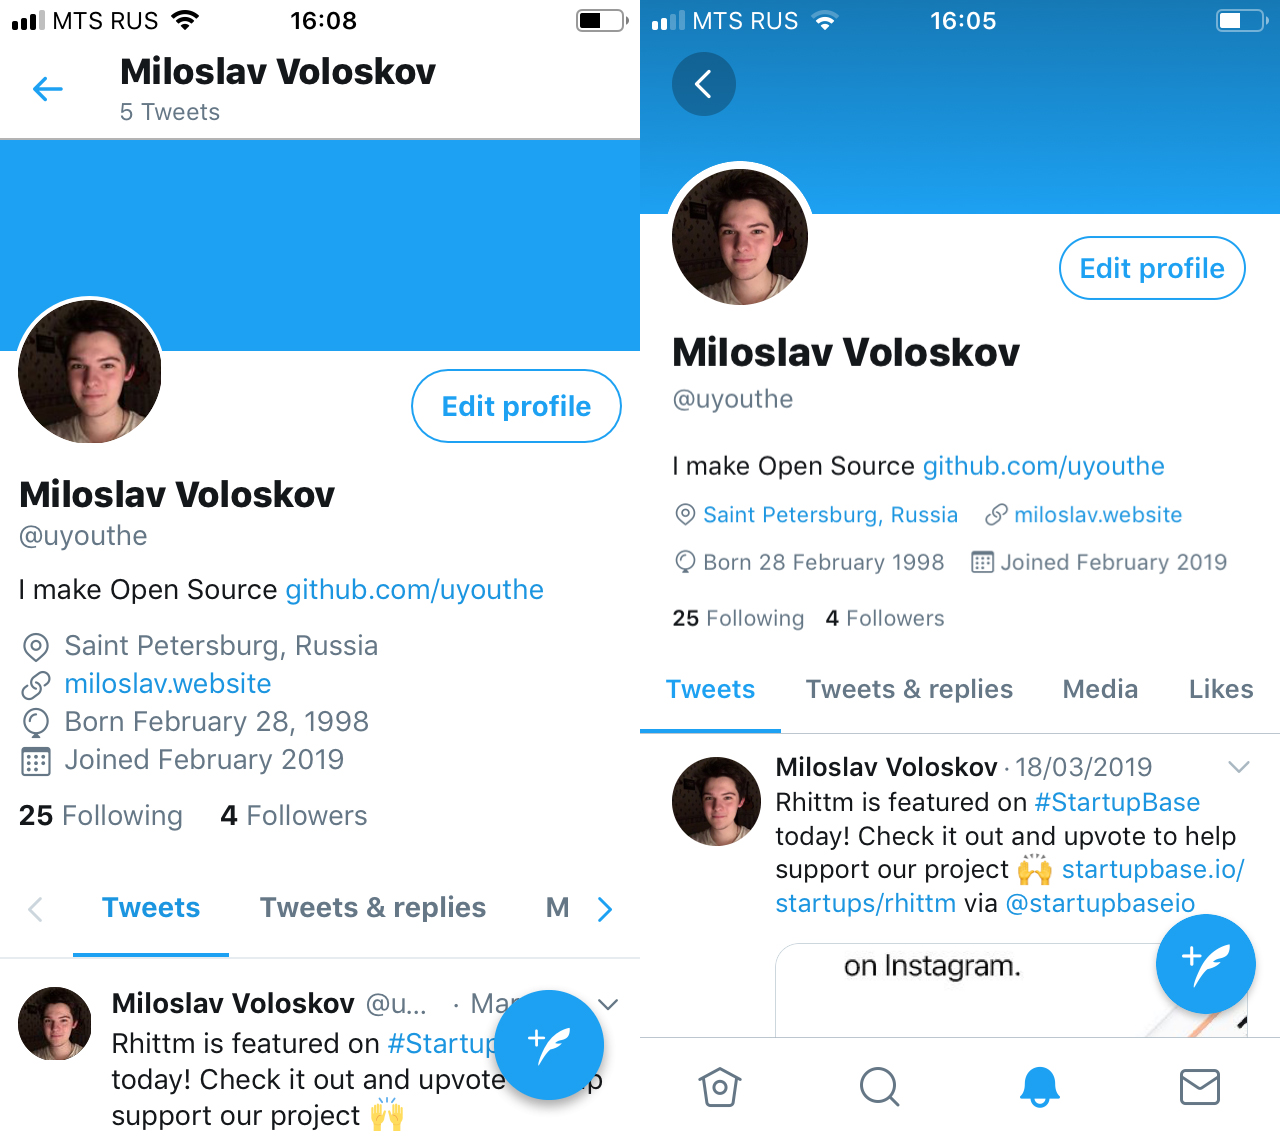 MTS RUS 16:08
Miloslav Voloskov
5 Tweets
Edit profile
Miloslav Voloskov
@uyouthe
I make Open Source github.com/uyouthe
Saint Petersburg, Russia
miloslav.website
Born February 28, 1998
Joined February 2019
25 Following 4 Followers
Tweets Tweets & replies M
Miloslav Voloskov @u... · Mar
Rhittm is featured on #Startup
today! Check it out and upvote p
support our project 🙌
MTS RUS 16:05
Edit profile
Miloslav Voloskov
@uyouthe
I make Open Source github.com/uyouthe
Saint Petersburg, Russia miloslav.website
Born 28 February 1998 Joined February 2019
25 Following 4 Followers
Tweets Tweets & replies Media Likes
Miloslav Voloskov · 18/03/2019
Rhittm is featured on #StartupBase
today! Check it out and upvote to help
support our project 🙌 startupbase.io/
startups/rhittm via @startupbaseio
on Instagram.